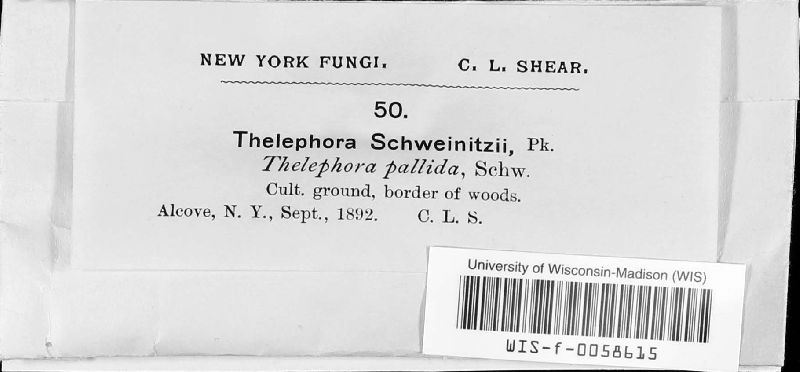 NEW YORK FUNGI. C. L. SHEAR.
50.
Thelephora Schweinitzii, Pk.
Thelephora pallida, Schw.
Cult. ground, border of woods.
Alcove, N. Y., Sept., 1892. C. L. S.
University of Wisconsin-Madison (WIS)
WIS-f-0058615